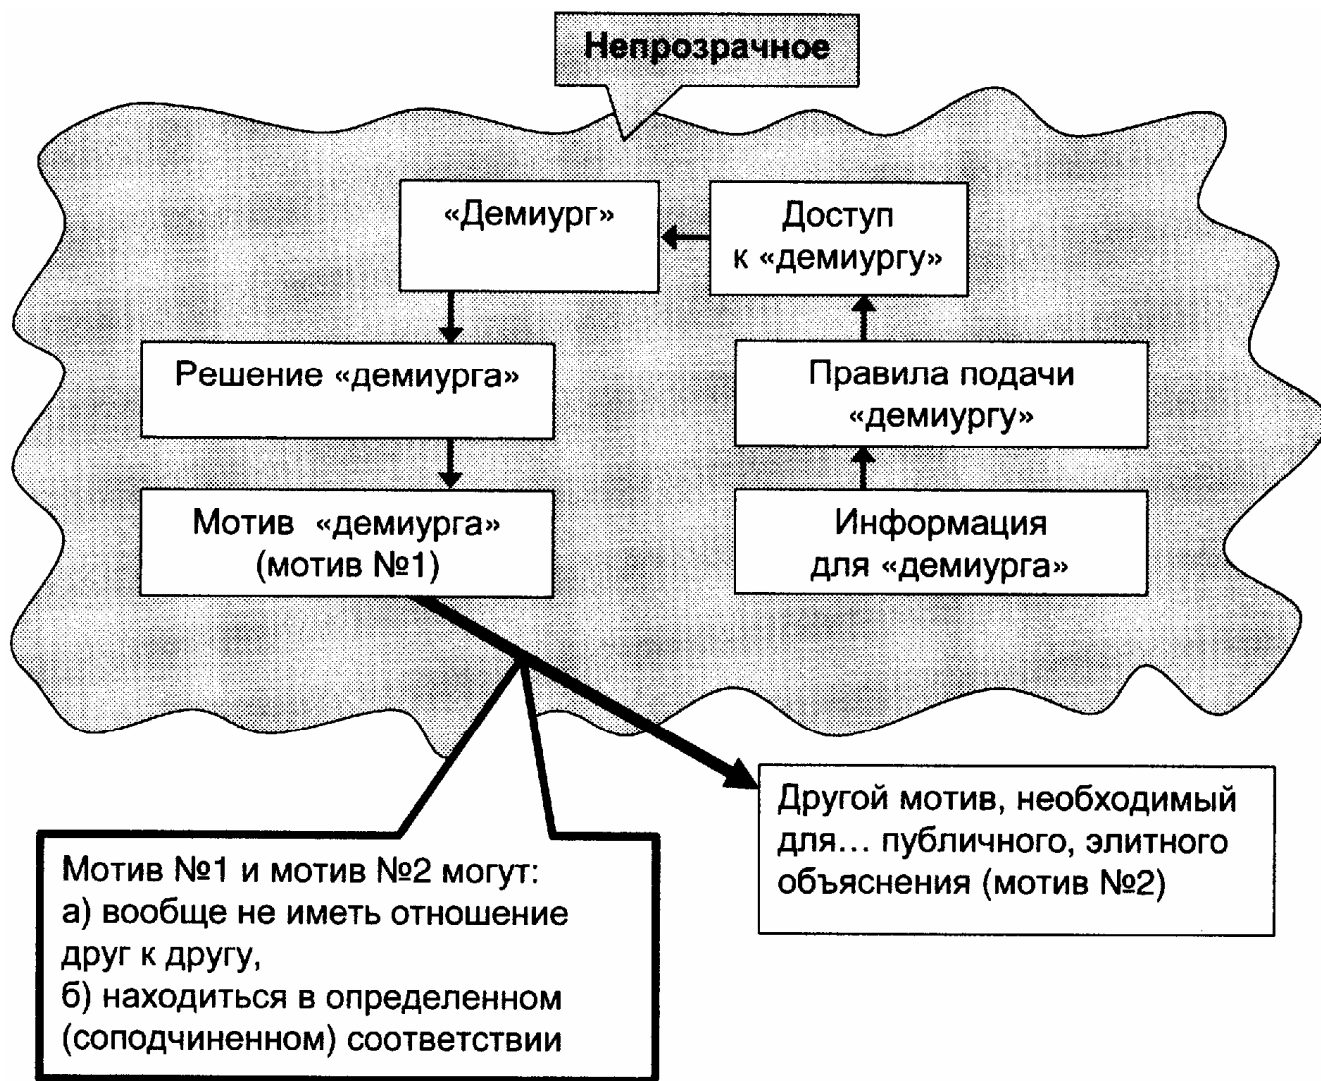 Непрозрачное
«Демиург»
Доступ
к «демиургу»
Решение «демиурга»
Правила подачи
«демиургу»
Мотив «демиурга»
(мотив №1)
Информация
для «демиурга»
Другой мотив, необходимый
для... публичного, элитного
объяснения (мотив №2)
Мотив №1 и мотив №2 могут:
а) вообще не иметь отношение
друг к другу,
б) находиться в определенном
(соподчиненном) соответствии